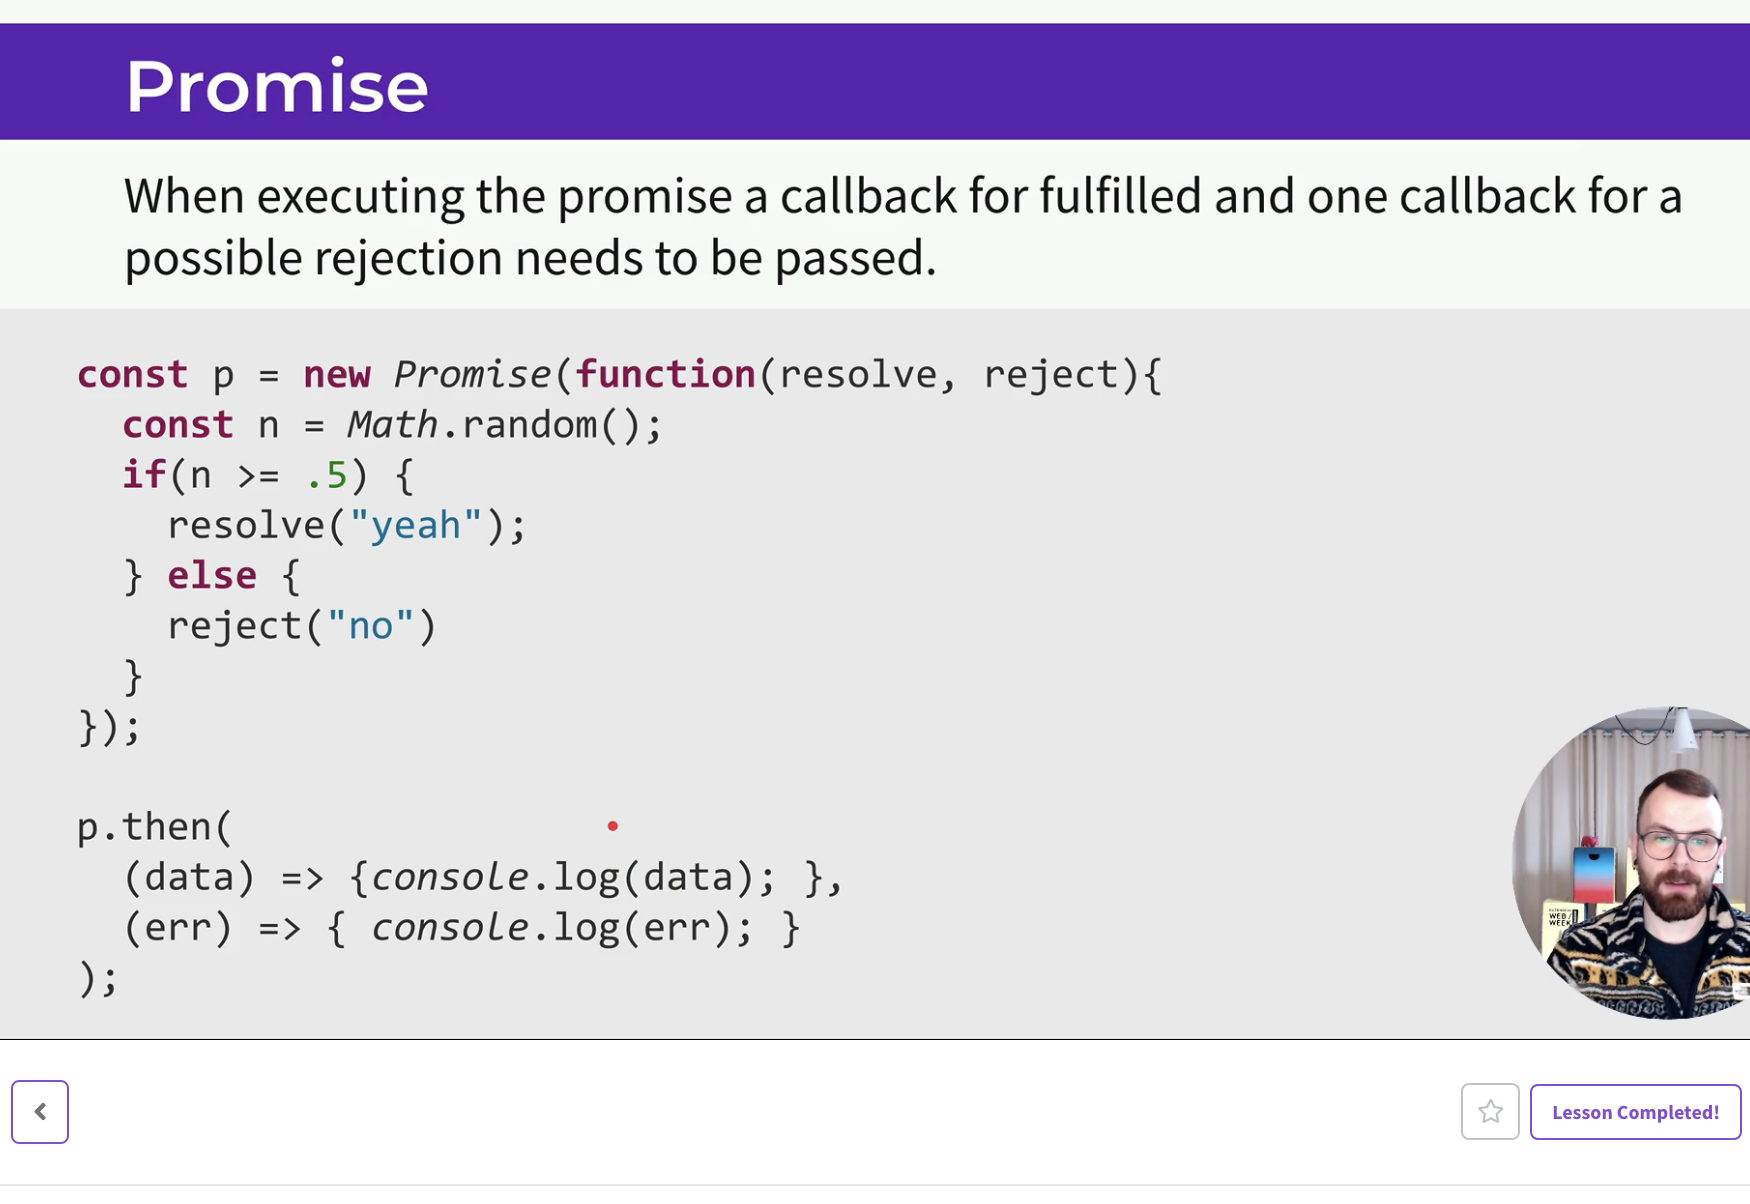 Promise
When executing the promise a callback for fulfilled and one callback for a
possible rejection needs to be passed.
const p = new Promise(function(resolve, reject){
  const n = Math.random();
  if(n >= .5) {
    resolve("yeah");
  } else {
    reject("no")
  }
});
p.then(
  (data) => {console.log(data); },
  (err) => { console.log(err); }
);
WEB/
WEEK
Lesson Completed!